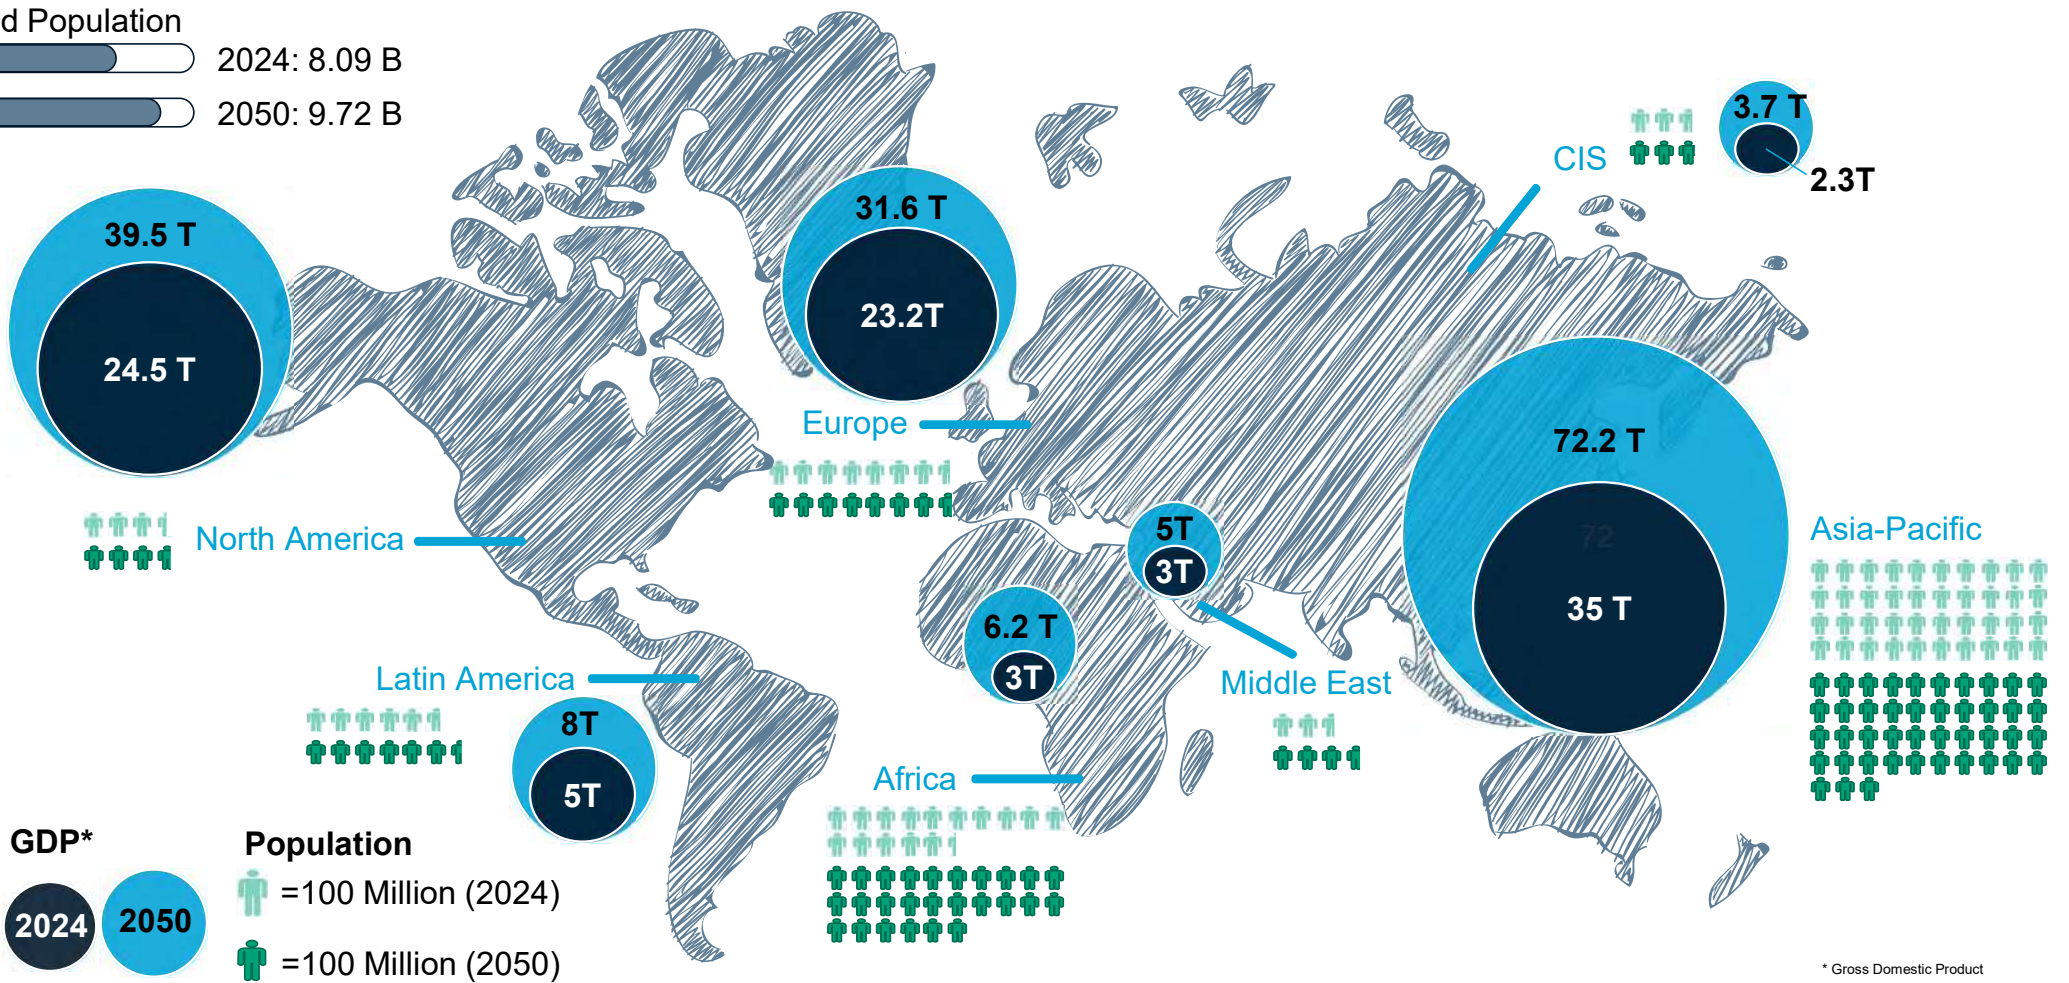 d Population
2024: 8.09 B
2050: 9.72 B
3.7 T
CIS
2.3T
39.5 T
24.5 T
31.6 T
23.2T
Europe
North America
72.2 T
72
35 T
Asia-Pacific
5T
3T
Middle East
6.2 T
3T
Latin America
8T
5T
Africa
GDP*
2024
2050
Population
=100 Million (2024)
=100 Million (2050)
* Gross Domestic Product